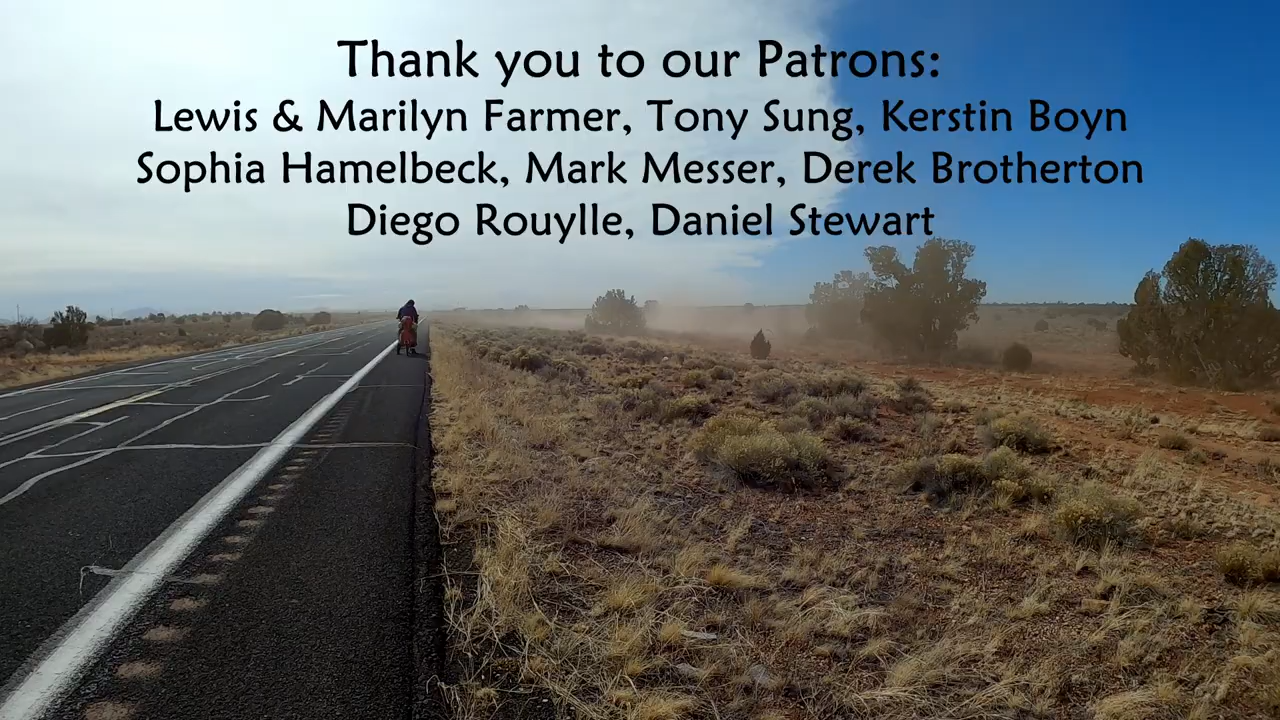 Thank you to our Patrons:
Lewis & Marilyn Farmer, Tony Sung, Kerstin Boyn
Sophia Hamelbeck, Mark Messer, Derek Brotherton
Diego Rouylle, Daniel Stewart